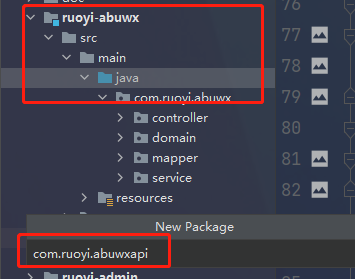 doc
ruoyi-abuwx
src
main
java
com.ruoyi.abuwx
controller
domain
mapper
service
resources
76
77
78
79
80
81
82
New Package
com.ruoyi.abuwxapi
ruoyi-admin